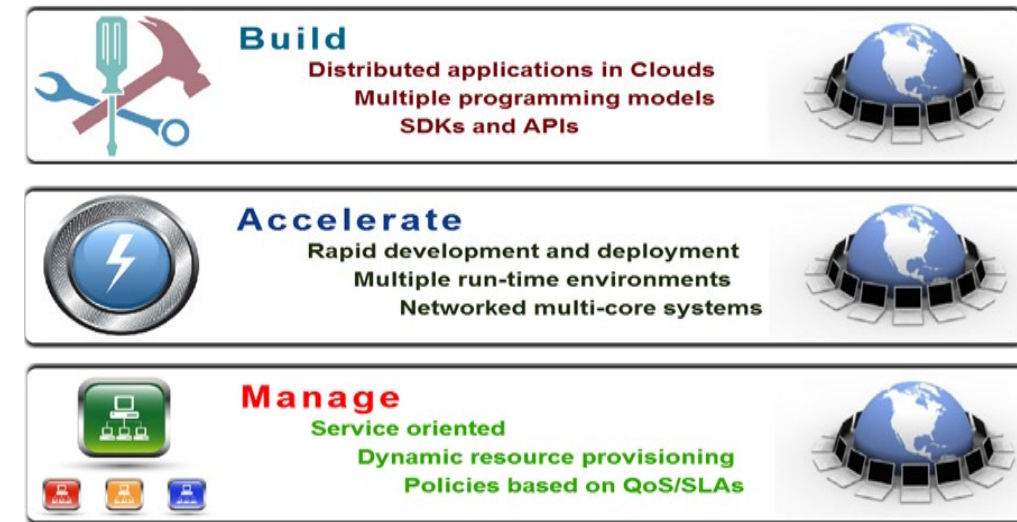 Build
Distributed applications in Clouds
Multiple programming models
SDKs and APIs
Accelerate
Rapid development and deployment
Multiple run-time environments
Networked multi-core systems
Manage
Service oriented
Dynamic resource provisioning
Policies based on QoS/SLAs